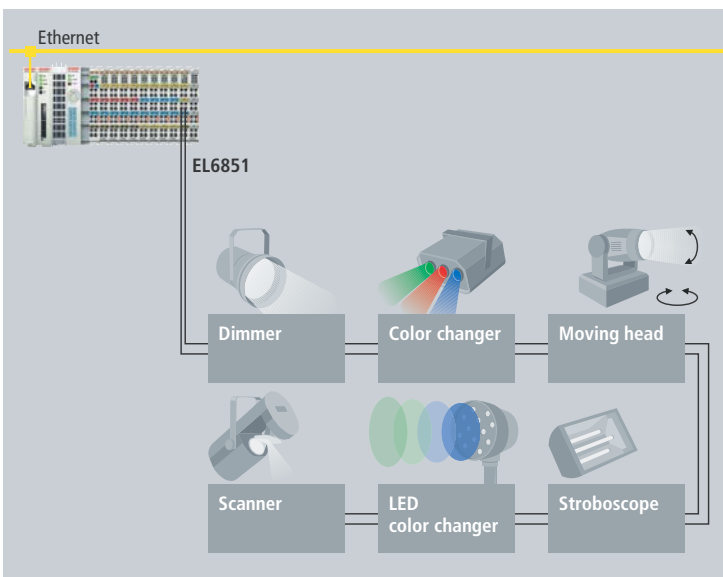 Ethernet
EL6851
Dimmer
Color changer
Moving head
Scanner
LED
color changer
Stroboscope